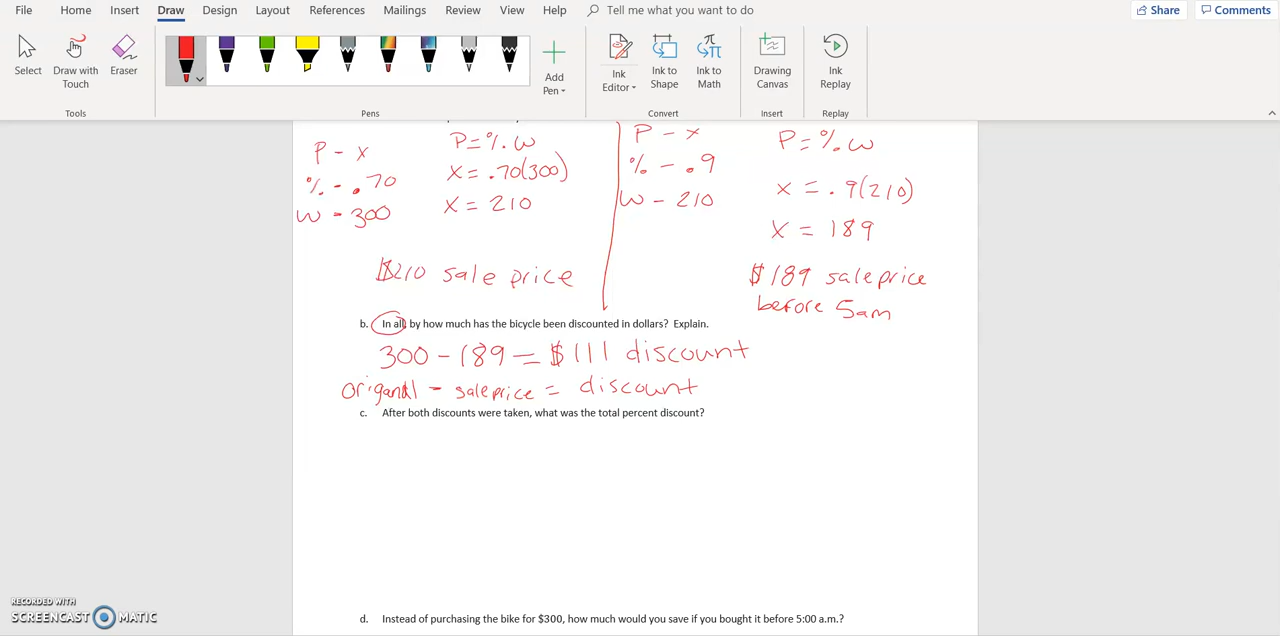 File Home Insert Draw Design Layout References Mailings Review View Help Tell me what you want to do Share Comments
Select Draw with Touch Eraser Add Pen Ink Editor Ink to Shape Ink to Math Drawing Canvas Ink Replay
Tools Pens Convert Insert Replay
P - x P = %. W P - x P = %. W
%. - .70 x = .70(300) % - .9 x = .9(210)
W - 300 x = 210 W - 210 x = 189
$210 sale price $189 sale price
before 5am
b. In all, by how much has the bicycle been discounted in dollars? Explain.
300 - 189 = $111 discount
origanal - sale price = discount
c. After both discounts were taken, what was the total percent discount?
RECORDED WITH
SCREENCAST MATIC
d. Instead of purchasing the bike for $300, how much would you save if you bought it before 5:00 a.m.?